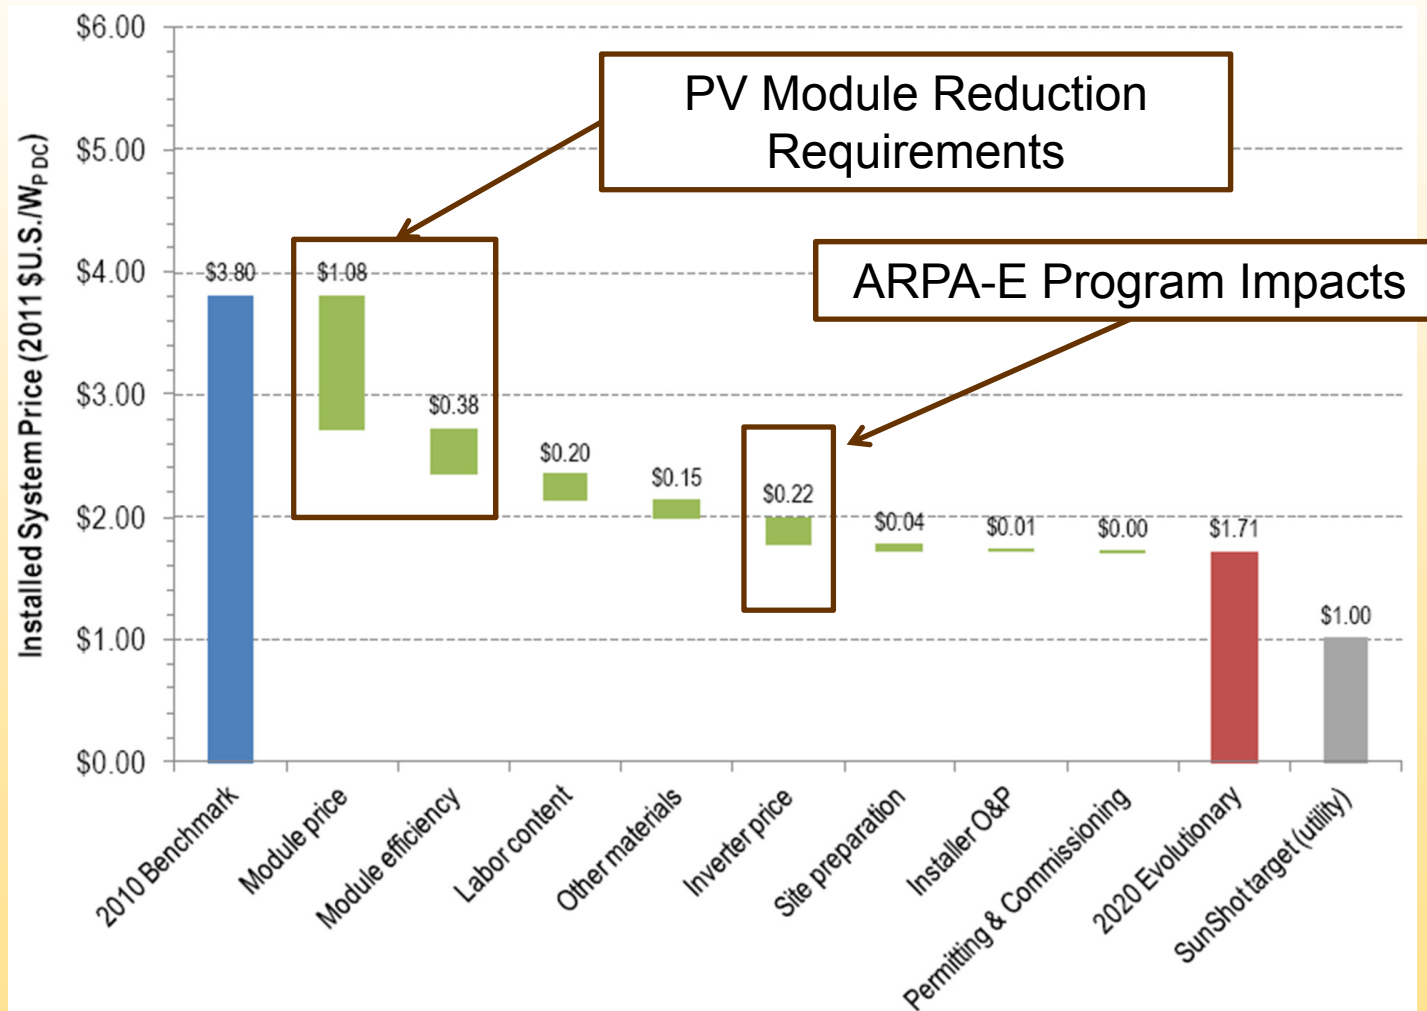 Installed System Price (2011 $U.S./WPDC)
$6.00
$5.00
$4.00
$3.00
$2.00
$1.00
$0.00
PV Module Reduction
Requirements
ARPA-E Program Impacts
$3.80
$1.08
$0.38
$0.20
$0.15
$0.22
$0.04
$0.01
$0.00
$1.71
$1.00
2010 Benchmark
Module price
Module efficiency
Labor content
Other materials
Inverter price
Site preparation
Installer O&P
Permitting & Commissioning
2020 Evolutionary
SunShot target (utility)